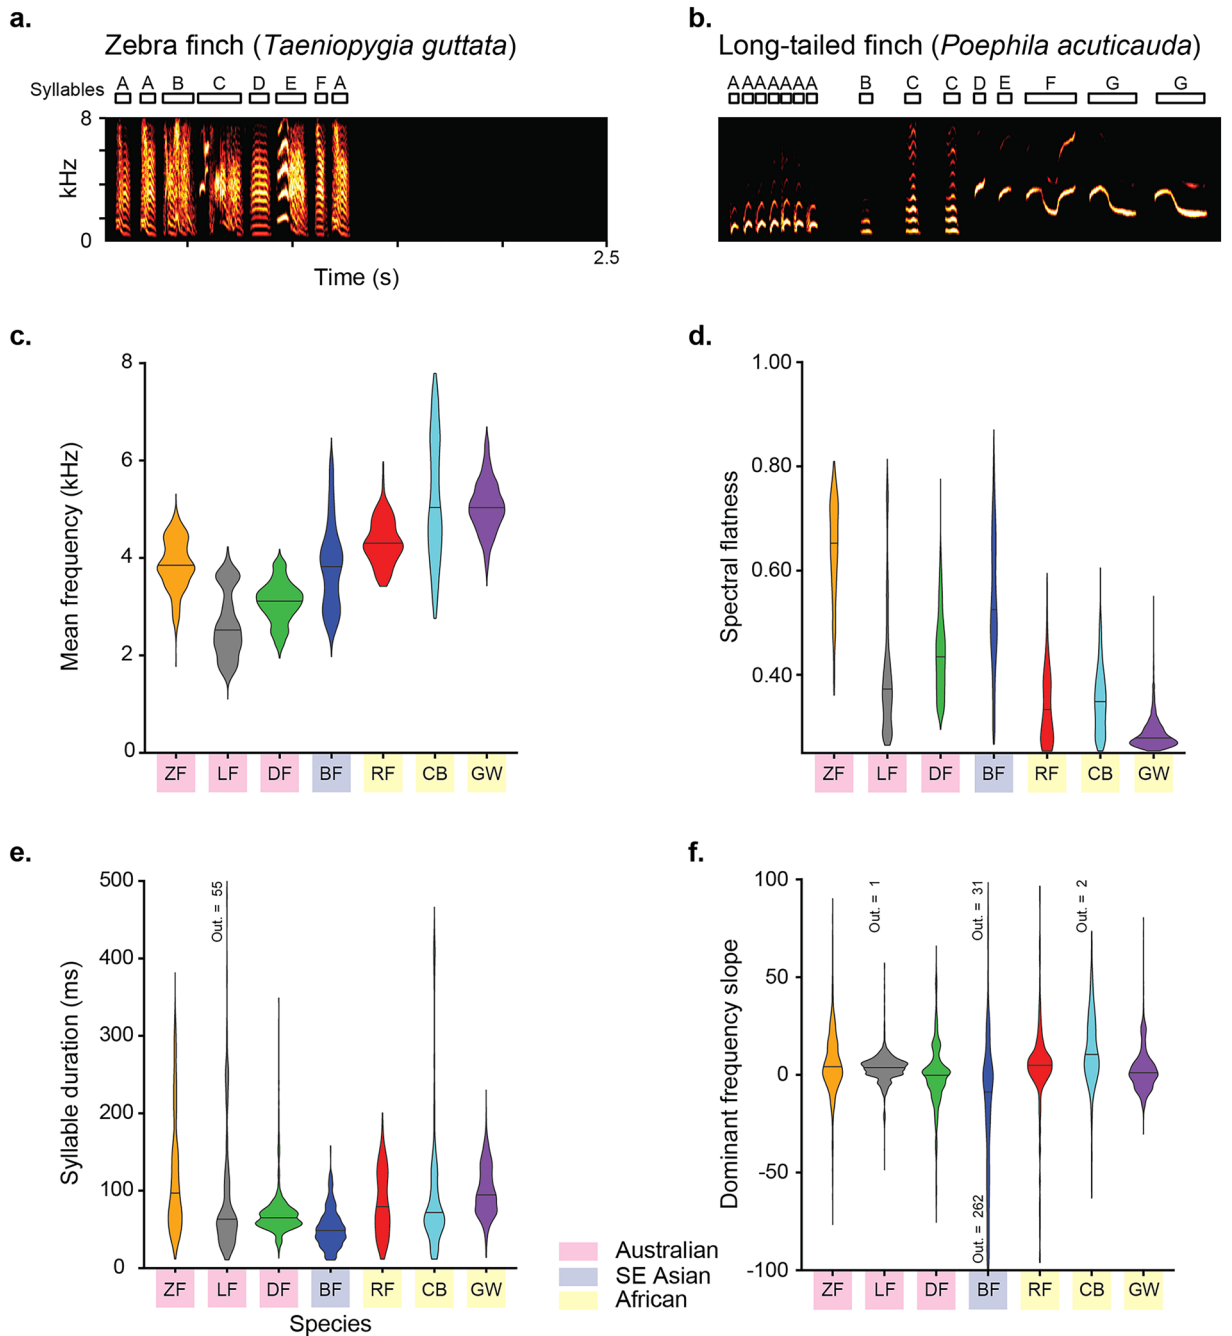 a.
Zebra finch (Taeniopygia guttata)
Syllables A A B C D E F A
8
kHz
0
2.5
Time (s)
b.
Long-tailed finch (Poephila acuticauda)
A A A A A A A B C C D E F G G
c.
8
6
4
2
0
Mean frequency (kHz)
ZF LF DF BF RF CB GW
d.
1.00
0.80
0.60
0.40
Spectral flatness
ZF LF DF BF RF CB GW
e.
500
400
300
200
100
0
Syllable duration (ms)
Out. = 55
ZF LF DF BF RF CB GW
Species
Australian
SE Asian
African
f.
100
50
0
-50
-100
Dominant frequency slope
Out. = 1
Out. = 31
Out. = 2
Out. = 262
ZF LF DF BF RF CB GW